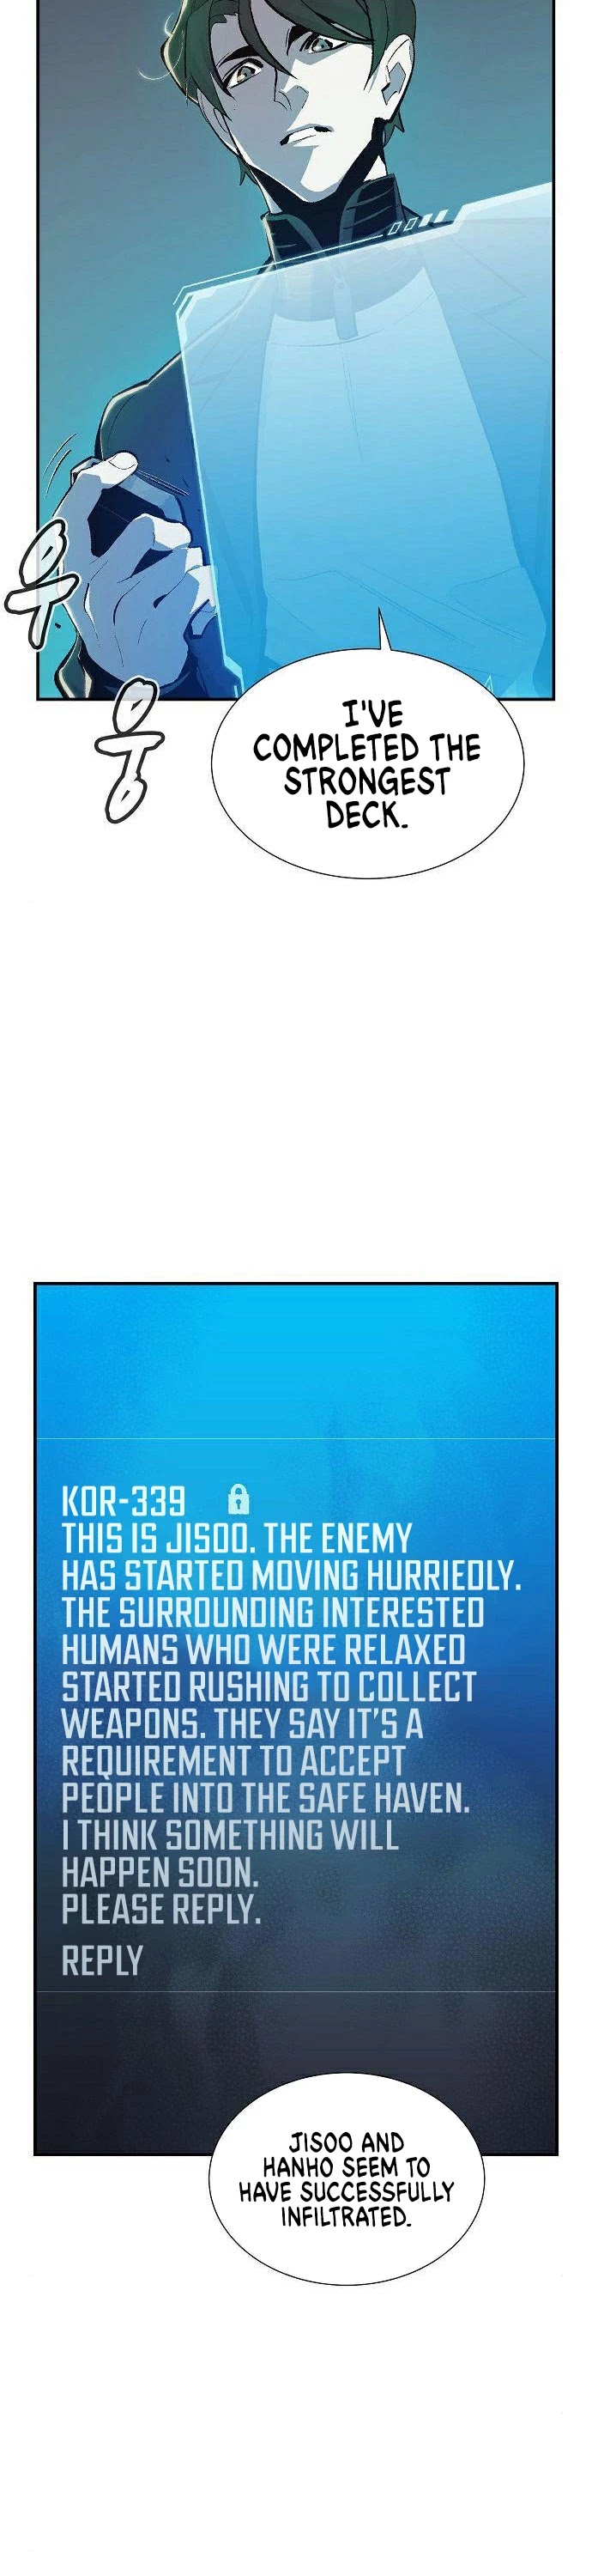 우
웅
I'VE
COMPLETED THE
STRONGEST
DECK.
KOR-339
THIS IS JISOO. THE ENEMY
HAS STARTED MOVING HURRIEDLY.
THE SURROUNDING INTERESTED
HUMANS WHO WERE RELAXED
STARTED RUSHING TO COLLECT
WEAPONS. THEY SAY IT'S A
REQUIREMENT TO ACCEPT
PEOPLE INTO THE SAFE HAVEN.
I THINK SOMETHING WILL
HAPPEN SOON.
PLEASE REPLY.
REPLY
JISOO AND
HANHO SEEM TO
HAVE SUCCESSFULLY
INFILTRATED.